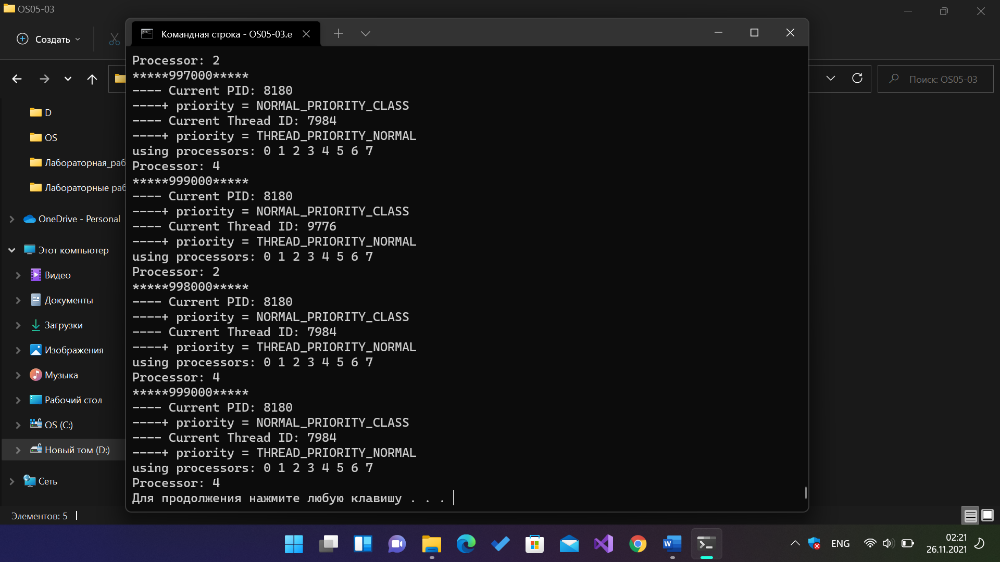 OS05-03
Создать
Командная строка - OS05-03.e
Поиск: OS05-03
D
OS
Лабораторная_раб
Лабораторные раб
OneDrive - Personal
Этот компьютер
Видео
Документы
Загрузки
Изображения
Музыка
Рабочий стол
OS (C:)
Новый том (D:)
Сеть
Processor: 2
*****997000*****
---- Current PID: 8180
----+ priority = NORMAL_PRIORITY_CLASS
---- Current Thread ID: 7984
----+ priority = THREAD_PRIORITY_NORMAL
using processors: 0 1 2 3 4 5 6 7
Processor: 4
*****999000*****
---- Current PID: 8180
----+ priority = NORMAL_PRIORITY_CLASS
---- Current Thread ID: 9776
----+ priority = THREAD_PRIORITY_NORMAL
using processors: 0 1 2 3 4 5 6 7
Processor: 2
*****998000*****
---- Current PID: 8180
----+ priority = NORMAL_PRIORITY_CLASS
---- Current Thread ID: 7984
----+ priority = THREAD_PRIORITY_NORMAL
using processors: 0 1 2 3 4 5 6 7
Processor: 4
*****999000*****
---- Current PID: 8180
----+ priority = NORMAL_PRIORITY_CLASS
---- Current Thread ID: 7984
----+ priority = THREAD_PRIORITY_NORMAL
using processors: 0 1 2 3 4 5 6 7
Processor: 4
Для продолжения нажмите любую клавишу . . .
Элементов: 5
ENG
02:21
26.11.2021